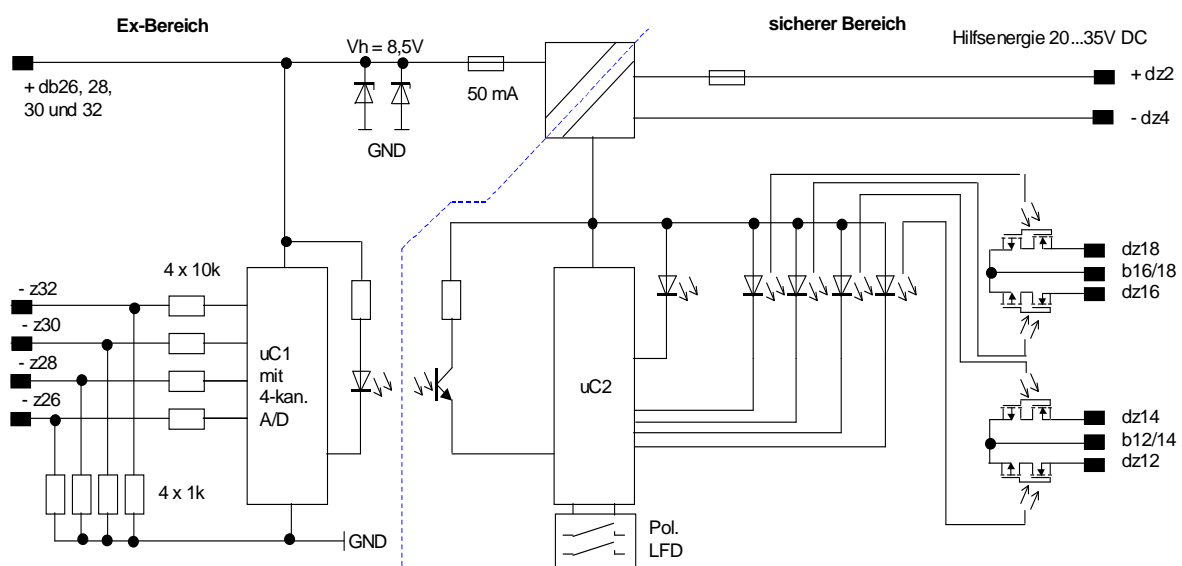 Ex-Bereich
sicherer Bereich
Hilfsenergie 20...35V DC
Vh = 8,5V
+ db26, 28,
30 und 32
50 mA
+ dz2
- dz4
GND
4 x 10k
- z32
- z30
- z28
- z26
uC1
mit
4-kan.
A/D
uC2
dz18
b16/18
dz16
dz14
b12/14
dz12
4 x 1k
GND
Pol.
LFD